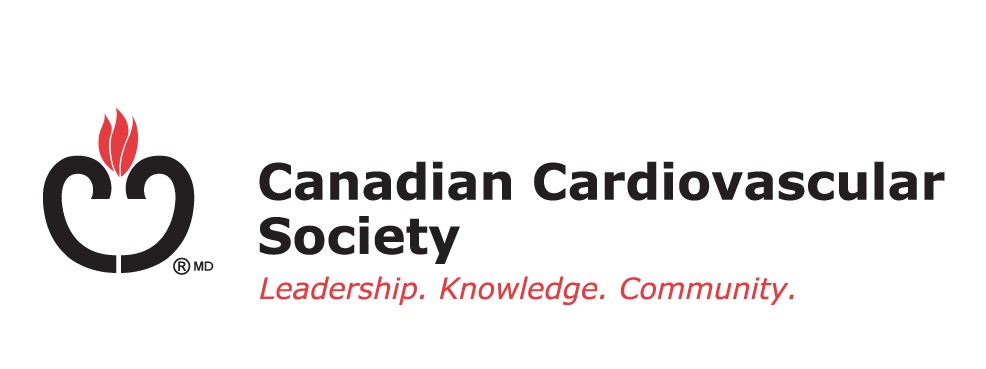 Canadian Cardiovascular
Society
® MD
Leadership. Knowledge. Community.